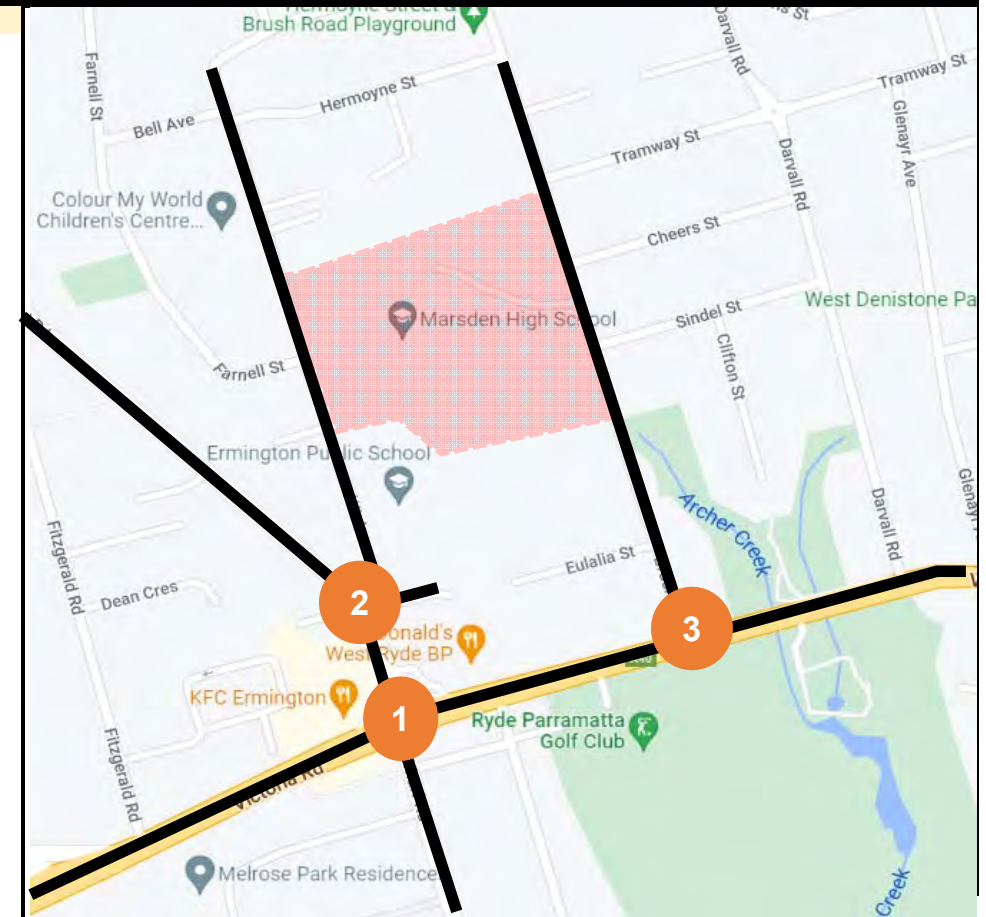 Hermoyne Street &
Brush Road Playground
Farnell St
Darvall Rd
Tramway St
Hermoyne St
Bell Ave
Glenayr Ave
Tramway St
Darvall Rd
Colour My World
Children's Centre...
Cheers St
West Denistone Pa
Sindel St
Marsden High School
Clifton St
Farnell St
Ermington Public School
Archer Creek
Darvall Rd
Fitzgerald Rd
Eulalia St
Dean Cres
2
3
onald's
West Ryde BP
KFC Ermington
1
Ryde Parramatta
Golf Club
Fitzgerald Rd
Victoria Rd
Melrose Park Residence
Creek